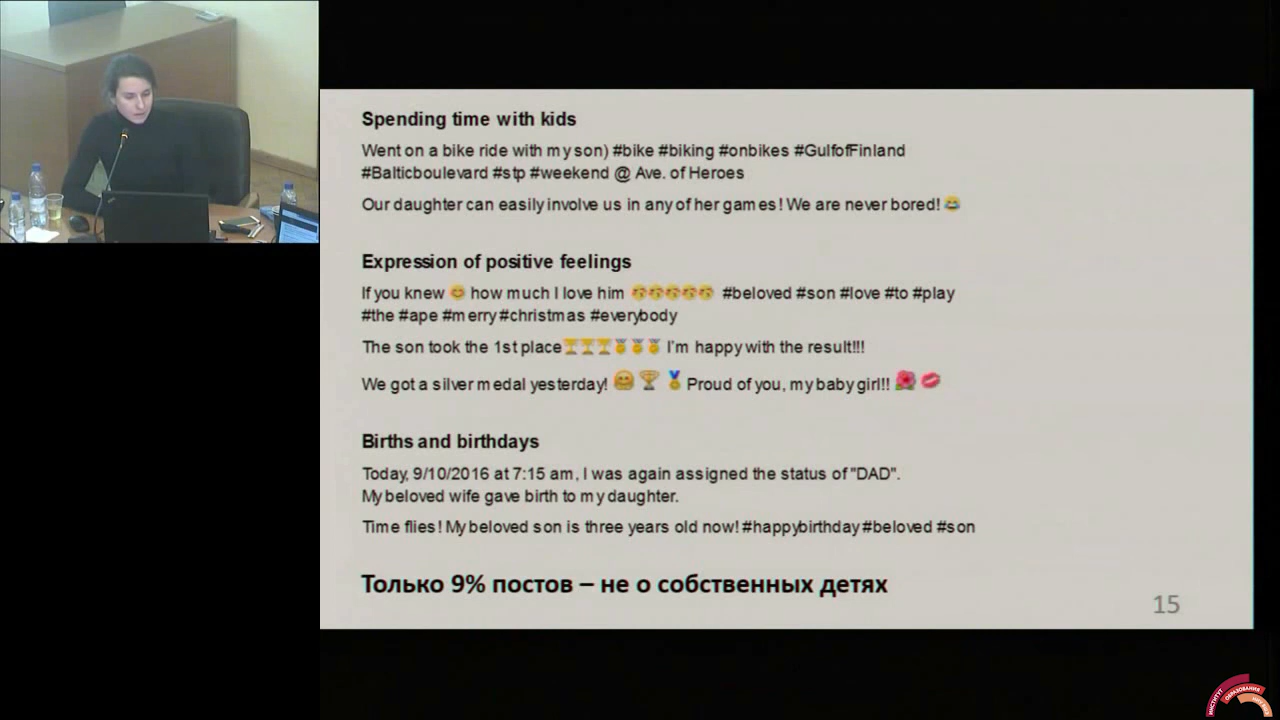 Spending time with kids
Went on a bike ride with my son) #bike #biking #onbikes #GulfofFinland
#Balticboulevard #stp #weekend @ Ave. of Heroes
Our daughter can easily involve us in any of her games! We are never bored! 😂
Expression of positive feelings
If you knew 😊 how much I love him 😚😚😚😚😚 #beloved #son #love #to #play
#the #ape #merry #christmas #everybody
The son took the 1st place🏆🏆🏆🏅🏅🏅 I'm happy with the result!!!
We got a silver medal yesterday! 🤗 🏆 🏅 Proud of you, my baby girl!! 🌺 💋
Births and birthdays
Today, 9/10/2016 at 7:15 am, I was again assigned the status of "DAD".
My beloved wife gave birth to my daughter.
Time flies! My beloved son is three years old now! #happybirthday #beloved #son
Только 9% постов – не о собственных детях
15
ИНСТИТУТ
ОБРАЗОВАНИЯ